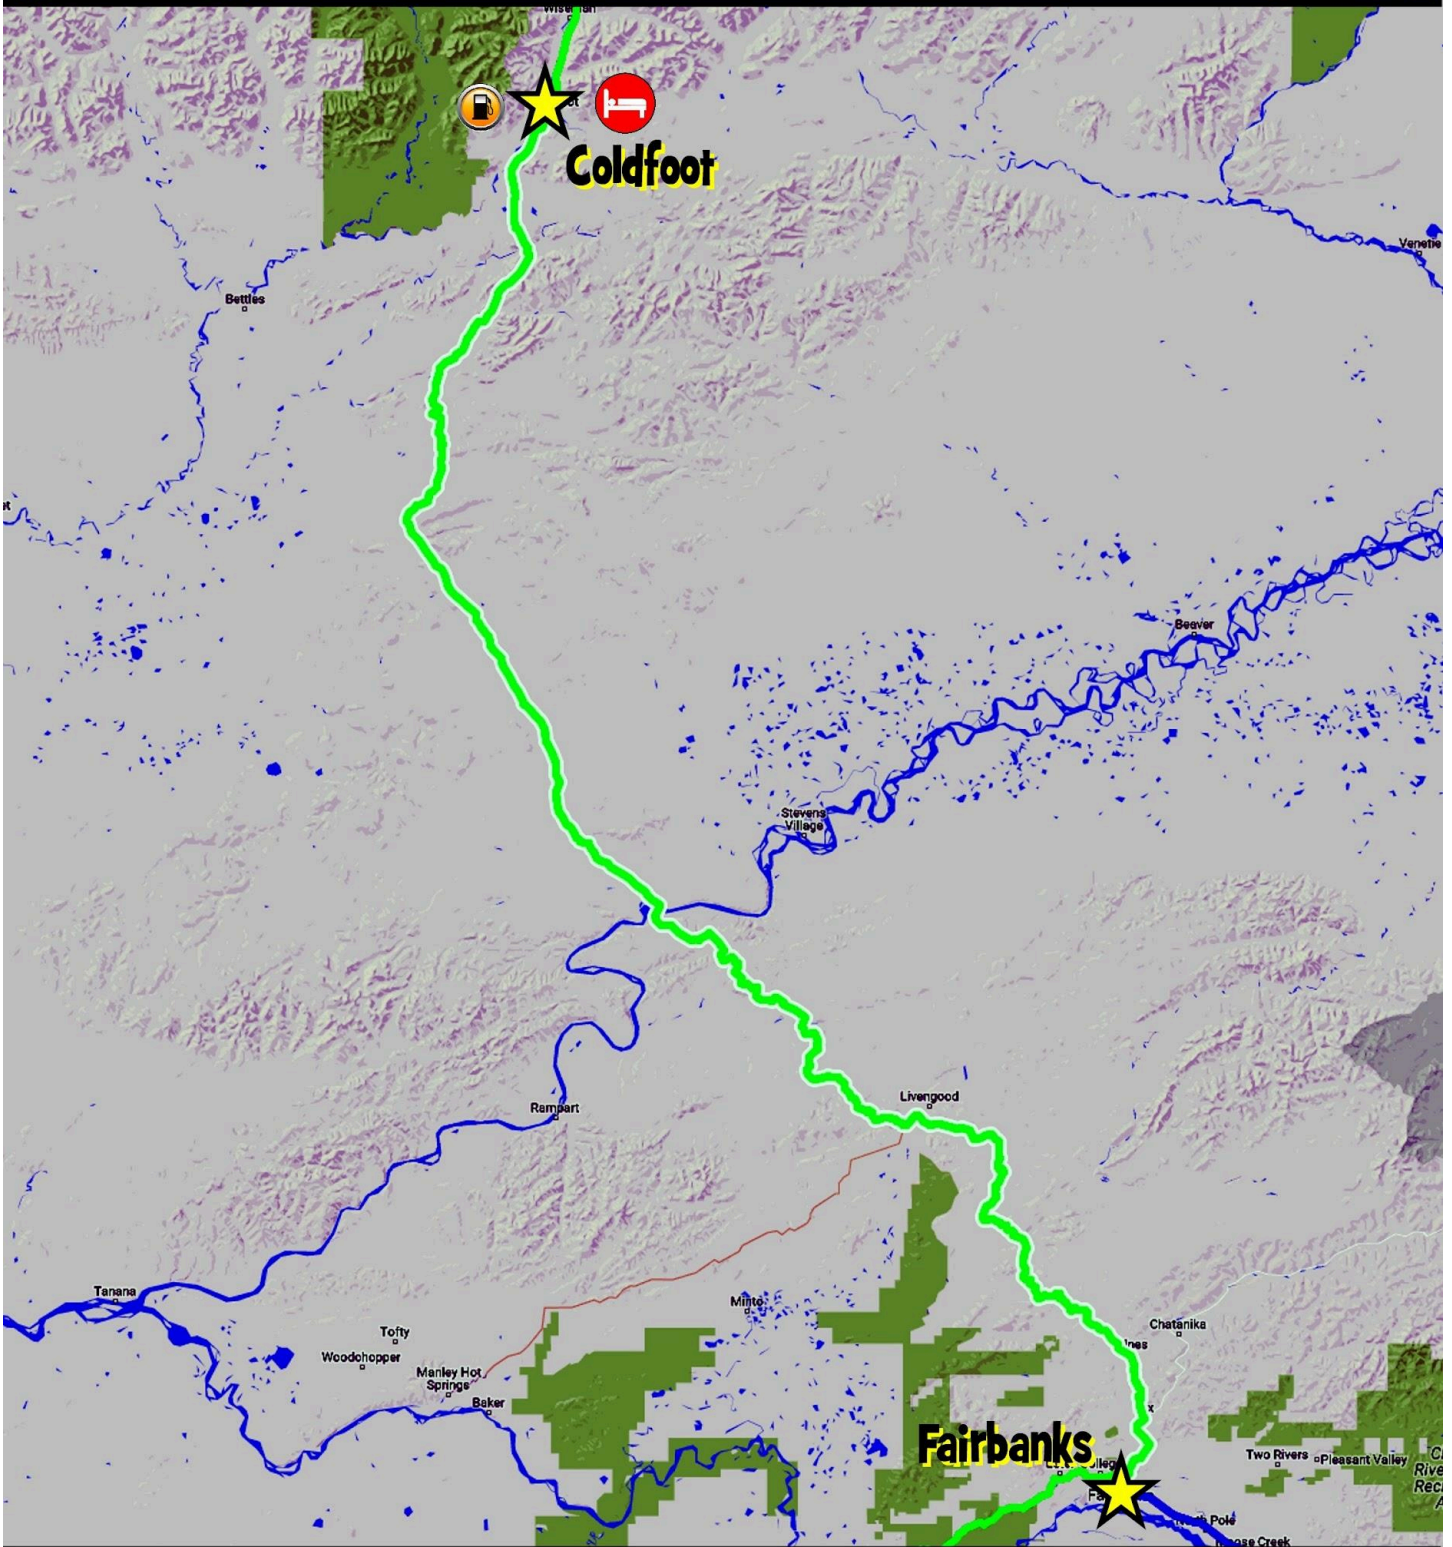 Coldfoot
Venetie
Bettles
Beaver
Stevens
Village
Livengood
Rampart
Tanana
Minto
Tofty
Woodchopper
Manley Hot
Springs
Baker
Chatanika
Fairbanks
Two Rivers
Pleasant Valley
Pole
Creek